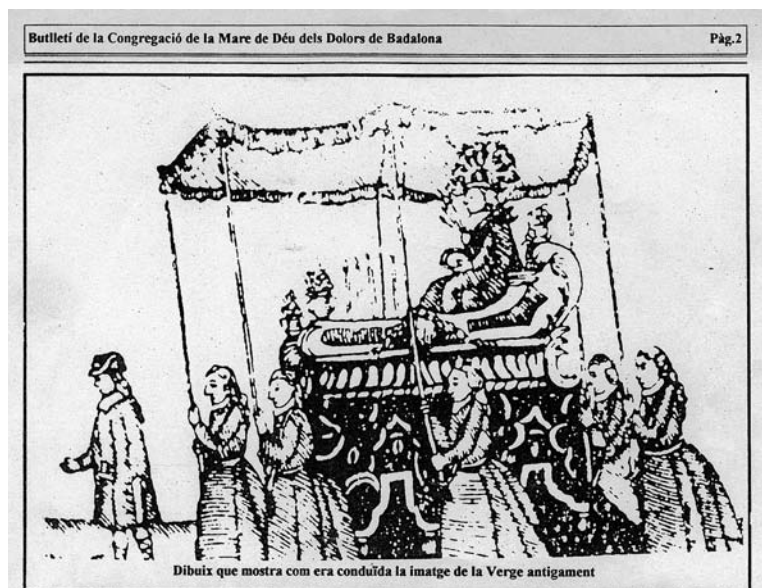 Butlletí de la Congregació de la Mare de Déu dels Dolors de Badalona Pàg.2
Dibuix que mostra com era conduïda la imatge de la Verge antigament